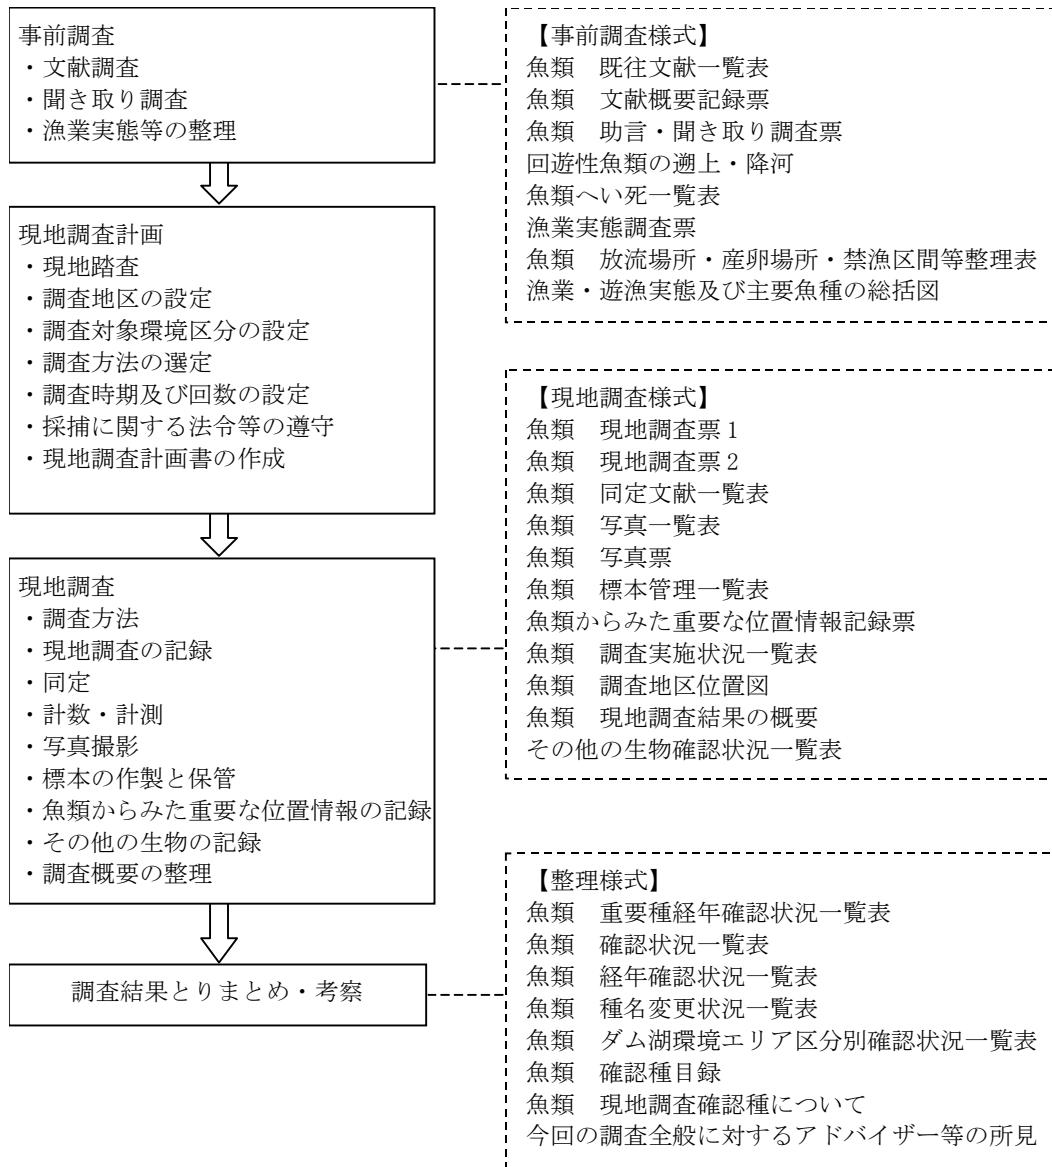 事前調査
・文献調査
・聞き取り調査
・漁業実態等の整理
【事前調査様式】
魚類　既往文献一覧表
魚類　文献概要記録票
魚類　助言・聞き取り調査票
回遊性魚類の遡上・降河
魚類へい死一覧表
漁業実態調査票
魚類　放流場所・産卵場所・禁漁区間等整理表
漁業・遊漁実態及び主要魚種の総括図
現地調査計画
・現地踏査
・調査地区の設定
・調査対象環境区分の設定
・調査方法の選定
・調査時期及び回数の設定
・採捕に関する法令等の遵守
・現地調査計画書の作成
現地調査
・調査方法
・現地調査の記録
・同定
・計数・計測
・写真撮影
・標本の作製と保管
・魚類からみた重要な位置情報の記録
・その他の生物の記録
・調査概要の整理
【現地調査様式】
魚類　現地調査票１
魚類　現地調査票２
魚類　同定文献一覧表
魚類　写真一覧表
魚類　写真票
魚類　標本管理一覧表
魚類からみた重要な位置情報記録票
魚類　調査実施状況一覧表
魚類　調査地区位置図
魚類　現地調査結果の概要
その他の生物確認状況一覧表
調査結果とりまとめ・考察
【整理様式】
魚類　重要種経年確認状況一覧表
魚類　確認状況一覧表
魚類　経年確認状況一覧表
魚類　種名変更状況一覧表
魚類　ダム湖環境エリア区分別確認状況一覧表
魚類　確認種目録
魚類　現地調査確認種について
今回の調査全般に対するアドバイザー等の所見